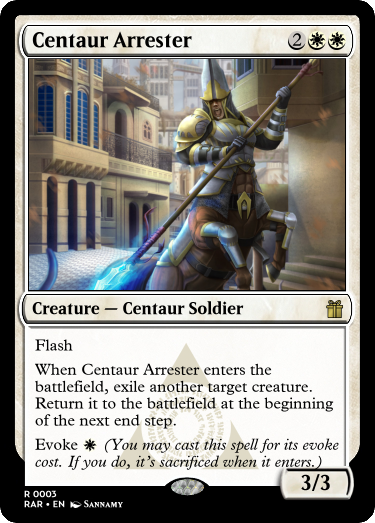 Centaur Arrester 2
Creature — Centaur Soldier
Flash
When Centaur Arrester enters the
battlefield, exile another target creature.
Return it to the battlefield at the beginning
of the next end step.
Evoke (You may cast this spell for its evoke
cost. If you do, it's sacrificed when it enters.)
3/3
R 0003
RAR • EN Sannamy